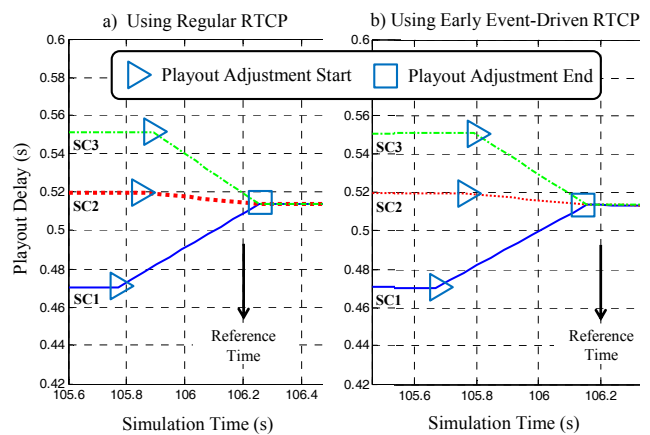 a) Using Regular RTCP
b) Using Early Event-Driven RTCP
Playout Adjustment Start
Playout Adjustment End
Playout Delay (s)
0.6
0.56
0.54
0.52
0.5
0.48
0.46
0.44
0.42
SC3
SC2
SC1
Reference
Time
105.6
105.8
106
106.2
106.4
Simulation Time (s)
0.6
0.56
0.54
0.52
0.5
0.48
0.46
0.44
0.42
SC3
SC2
SC1
Reference
Time
105.6
105.8
106
106.2
Simulation Time (s)